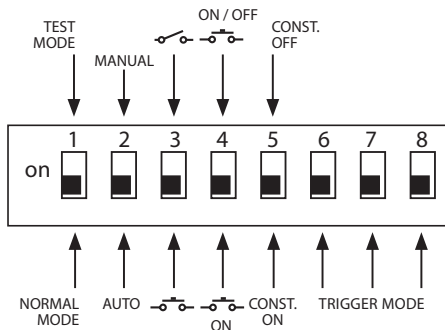 ON / OFF
TEST
MODE
CONST.
OFF
MANUAL
1 2 3 4 5 6 7 8
on
NORMAL
MODE
AUTO
ON
CONST.
ON
TRIGGER MODE